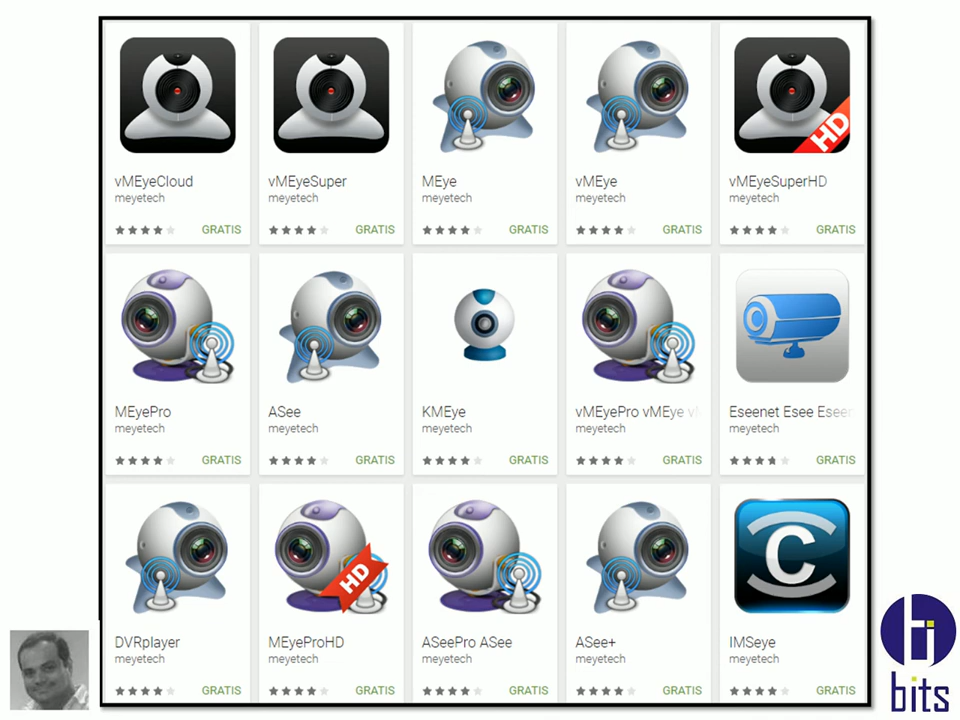 HD
vMEyeCloud
meyetech
GRATIS
vMEyeSuper
meyetech
GRATIS
MEye
meyetech
GRATIS
vMEye
meyetech
GRATIS
vMEyeSuperHD
meyetech
GRATIS
MEyePro
meyetech
GRATIS
ASee
meyetech
GRATIS
KMEye
meyetech
GRATIS
vMEyePro vMEye
meyetech
GRATIS
Eseenet Esee Eseen
meyetech
GRATIS
HD
C
DVRplayer
meyetech
GRATIS
MEyeProHD
meyetech
GRATIS
ASeePro ASee
meyetech
GRATIS
ASee+
meyetech
GRATIS
IMSeye
meyetech
GRATIS
bits